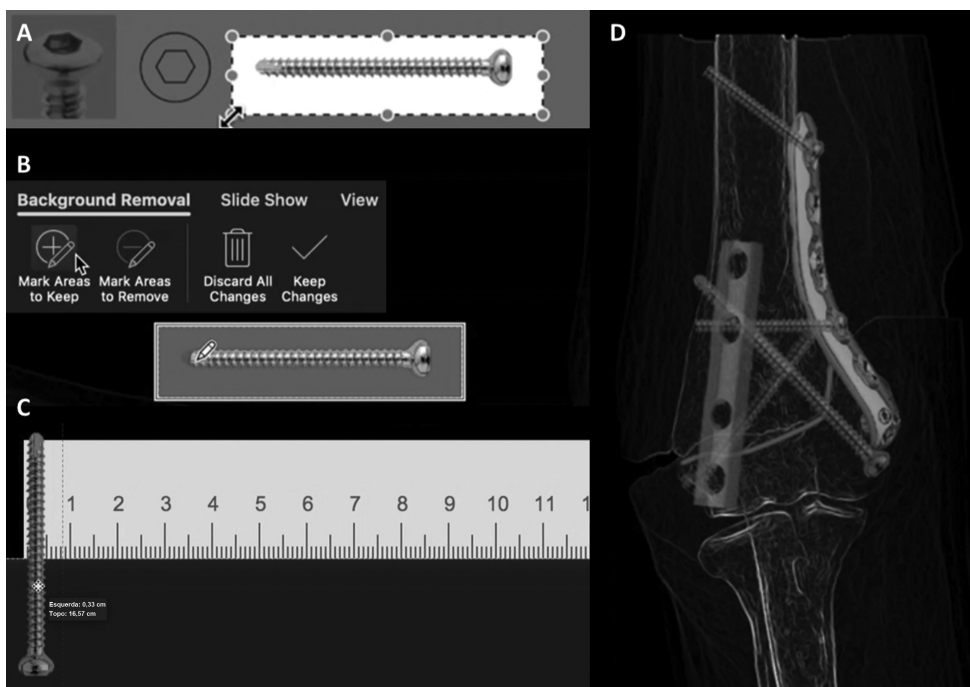 A
B
Background Removal Slide Show View
Mark Areas to Keep Mark Areas to Remove Discard All Changes Keep Changes
C
1 2 3 4 5 6 7 8 9 10 11 1
Esquerda: 0,33 cm
Topo: 16,57 cm
D